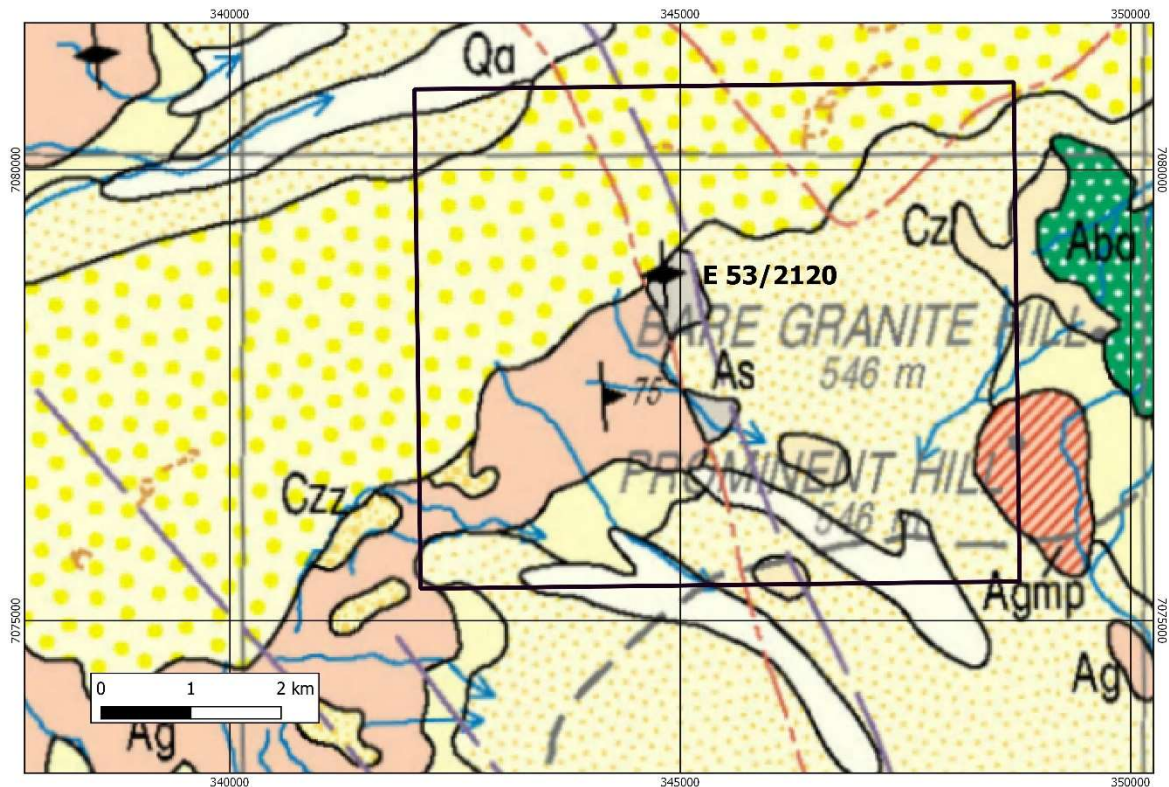 340000
345000
350000
Qa
7080000
7080000
Cz
Aba
E 53/2120
BARE GRANITE HILL
546 m
75
As
PROMINENT HILL
546 m
Czz
Agmp
7075000
7075000
Ag
0 1 2 km
Ag
340000
345000
350000